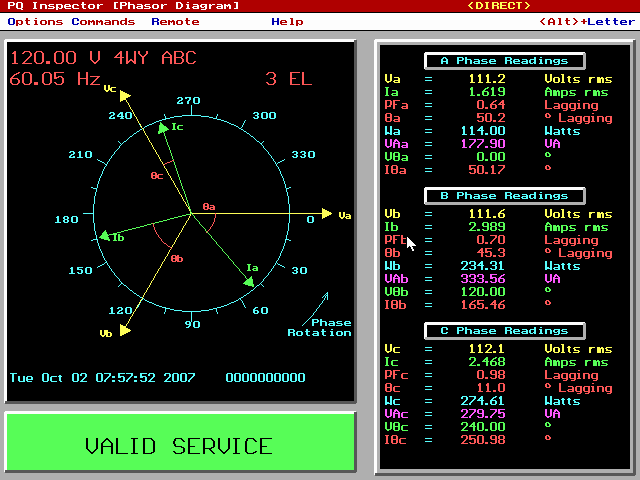 PQ Inspector [Phasor Diagram] <DIRECT>
Options Commands Remote Help <Alt>+Letter
120.00 V 4WY ABC
60.05 Hz 3 EL
Vc
270
240 300
Ic
210 330
θc
θa
180 0 Va
Ib
θb
Ia
150 30
120 60
90
Vb
Phase
Rotation
Tue Oct 02 07:57:52 2007 0000000000
VALID SERVICE
A Phase Readings
Va = 111.2 Volts rms
Ia = 1.619 Amps rms
PFa = 0.64 Lagging
θa = 50.2 º Lagging
Wa = 114.00 Watts
VAa = 177.90 VA
Vθa = 0.00 º
Iθa = 50.17 º
B Phase Readings
Vb = 111.6 Volts rms
Ib = 2.989 Amps rms
PFb = 0.70 Lagging
θb = 45.3 º Lagging
Wb = 234.31 Watts
VAb = 333.56 VA
Vθb = 120.00 º
Iθb = 165.46 º
C Phase Readings
Vc = 112.1 Volts rms
Ic = 2.468 Amps rms
PFc = 0.98 Lagging
θc = 11.0 º Lagging
Wc = 274.61 Watts
VAc = 279.75 VA
Vθc = 240.00 º
Iθc = 250.98 º